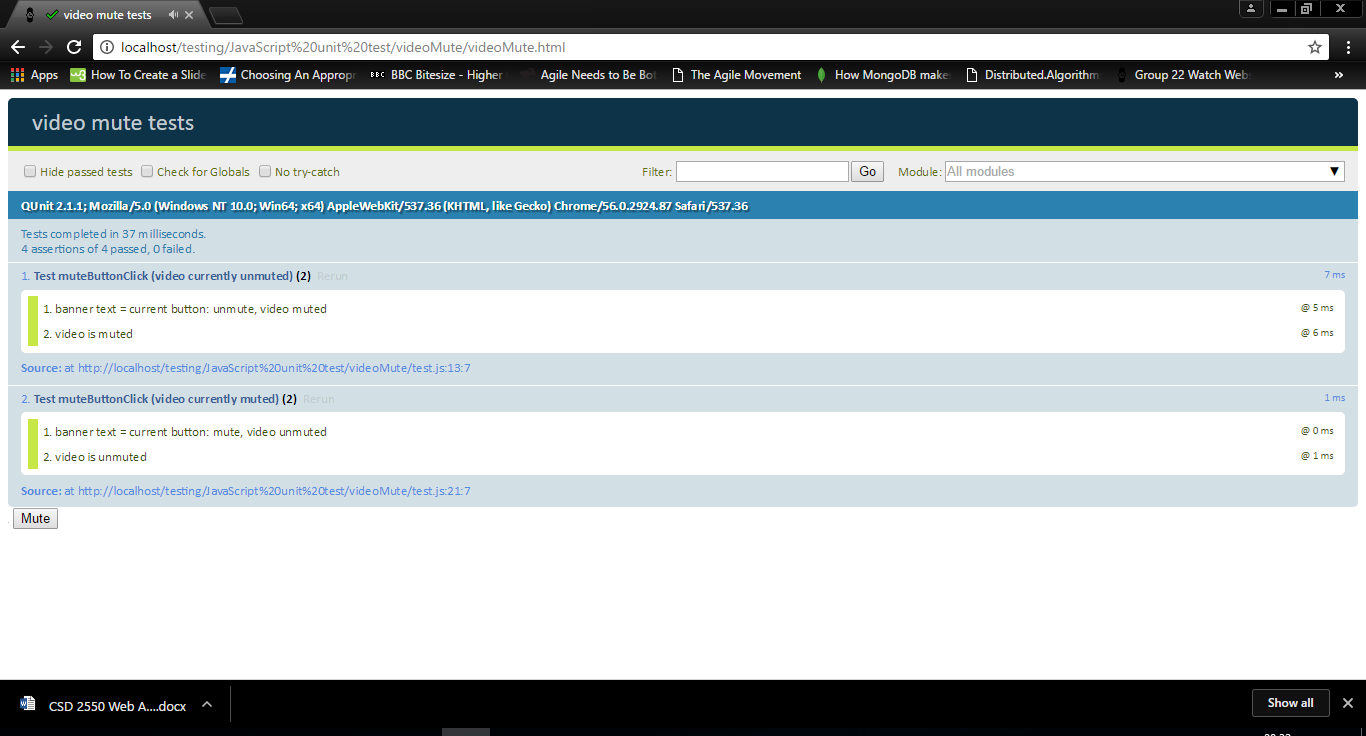 video mute tests
localhost/testing/JavaScript%20unit%20test/videoMute/videoMute.html
Apps How To Create a Slide Choosing An Approp BBC BBC Bitesize - Higher Agile Needs to Be Bot The Agile Movement How MongoDB make Distributed.Algorithm Group 22 Watch Webs »
video mute tests
Hide passed tests Check for Globals No try-catch Filter: Go Module: All modules
QUnit 2.1.1; Mozilla/5.0 (Windows NT 10.0; Win64; x64) AppleWebKit/537.36 (KHTML, like Gecko) Chrome/56.0.2924.87 Safari/537.36
Tests completed in 37 milliseconds.
4 assertions of 4 passed, 0 failed.
1. Test muteButtonClick (video currently unmuted) (2) Rerun 7 ms
1. banner text = current button: unmute, video muted @ 5 ms
2. video is muted @ 6 ms
Source: at http://localhost/testing/JavaScript%20unit%20test/videoMute/test.js:13:7
2. Test muteButtonClick (video currently muted) (2) Rerun 1 ms
1. banner text = current button: mute, video unmuted @ 0 ms
2. video is unmuted @ 1 ms
Source: at http://localhost/testing/JavaScript%20unit%20test/videoMute/test.js:21:7
Mute
CSD 2550 Web A....docx Show all